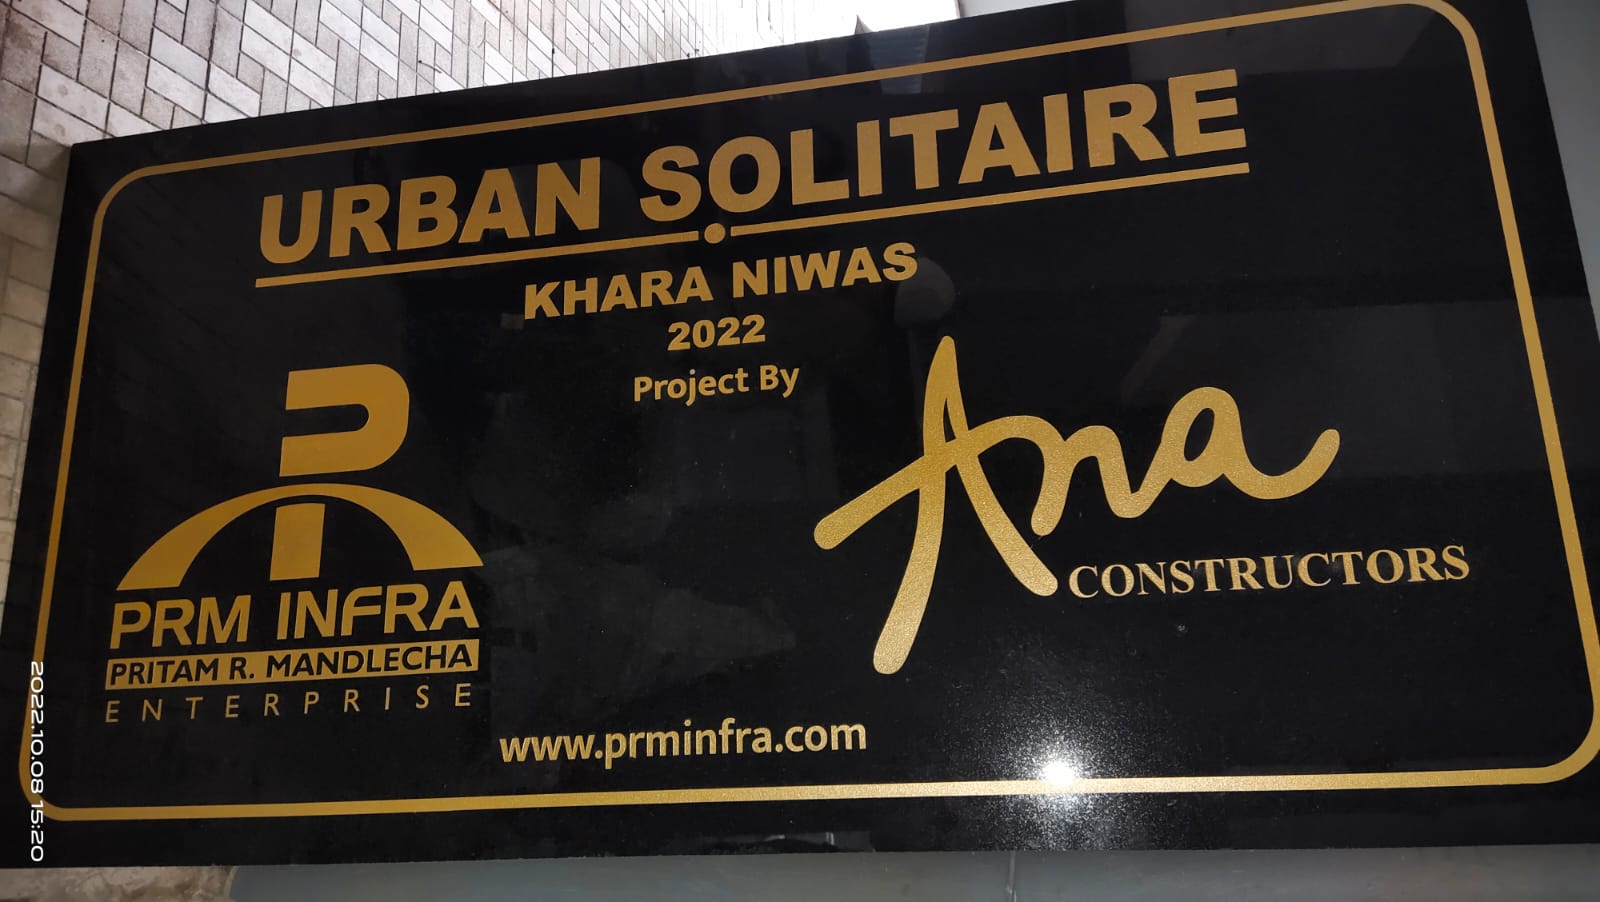 URBAN SOLITAIRE
KHARA NIWAS
2022
Project By
PRM INFRA
PRITAM R. MANDLECHA
ENTERPRISE
Ana
CONSTRUCTORS
www.prminfra.com
2022.10.08 15:20